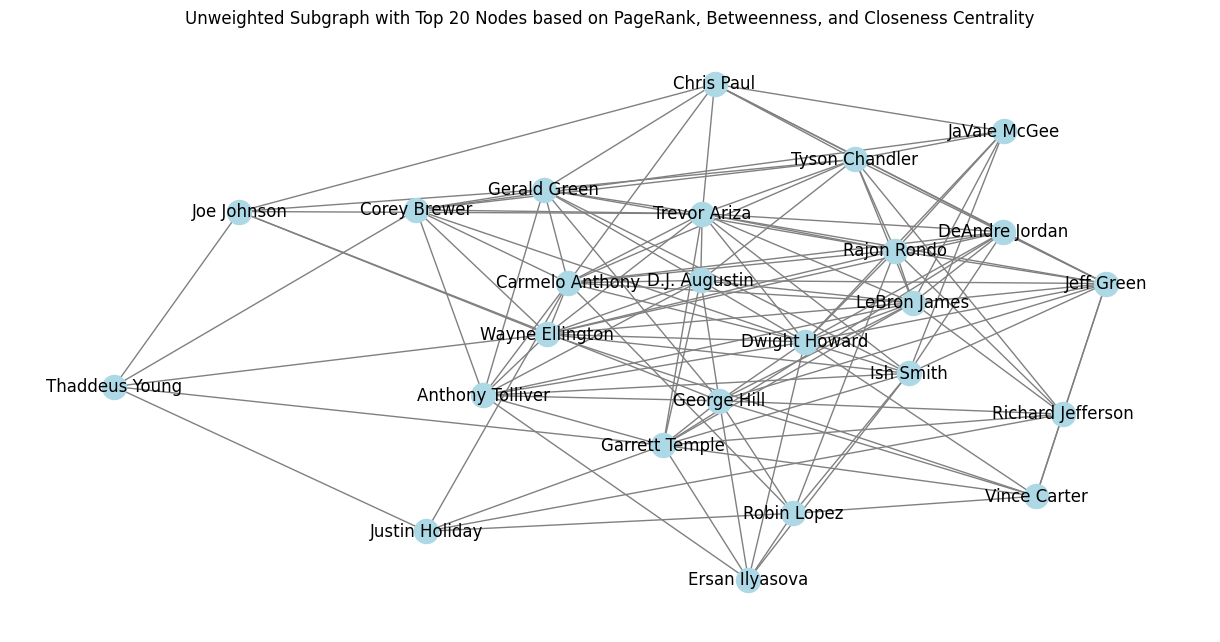 Unweighted Subgraph with Top 20 Nodes based on PageRank, Betweenness, and Closeness Centrality
Chris Paul
JaVale McGee
Tyson Chandler
Gerald Green
Joe Johnson
Corey Brewer
Trevor Ariza
DeAndre Jordan
Rajon Rondo
Carmelo Anthony
D.J. Augustin
Jeff Green
LeBron James
Wayne Ellington
Dwight Howard
Ish Smith
Thaddeus Young
Anthony Tolliver
George Hill
Richard Jefferson
Garrett Temple
Vince Carter
Robin Lopez
Justin Holiday
Ersan Ilyasova